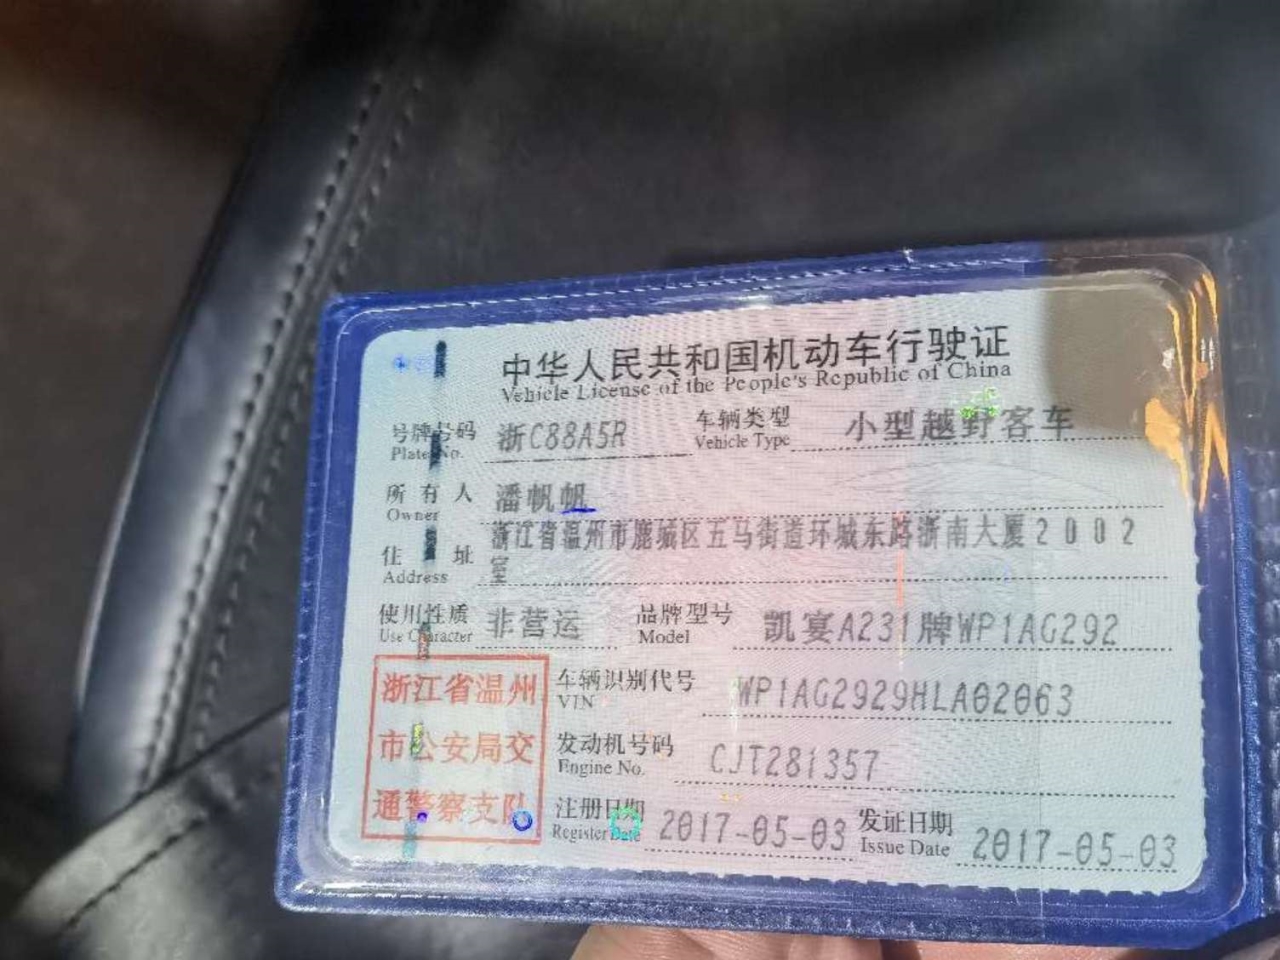 中华人民共和国机动车行驶证
Vehicle License of the People's Republic of China
号牌号码 浙C88A5R 车辆类型 小型越野客车
Plate No. Vehicle Type
所有人 潘帆帆
Owner
住址 浙江省温州市鹿城区五马街道环城东路浙南大厦2002
室
Address
使用性质 非营运 品牌型号 凯宴A231牌WP1AG292
Use Character Model
浙江省温州
市公安局交
通警察支队
车辆识别代号 WP1AG2929HLA02063
VIN
发动机号码 CJT281357
Engine No.
注册日期 2017-05-03 发证日期 2017-05-03
Register Date Issue Date